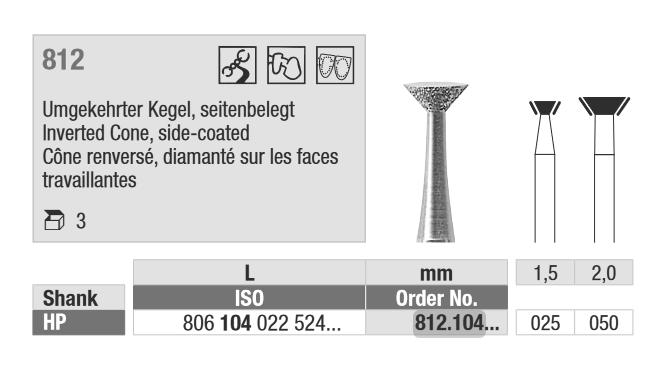 812
Umgekehrter Kegel, seitenbelegt
Inverted Cone, side-coated
Cône renversé, diamanté sur les faces
travaillantes
3
L mm 1,5 2,0
Shank ISO Order No.
HP 806 104 022 524... 812.104... 025 050